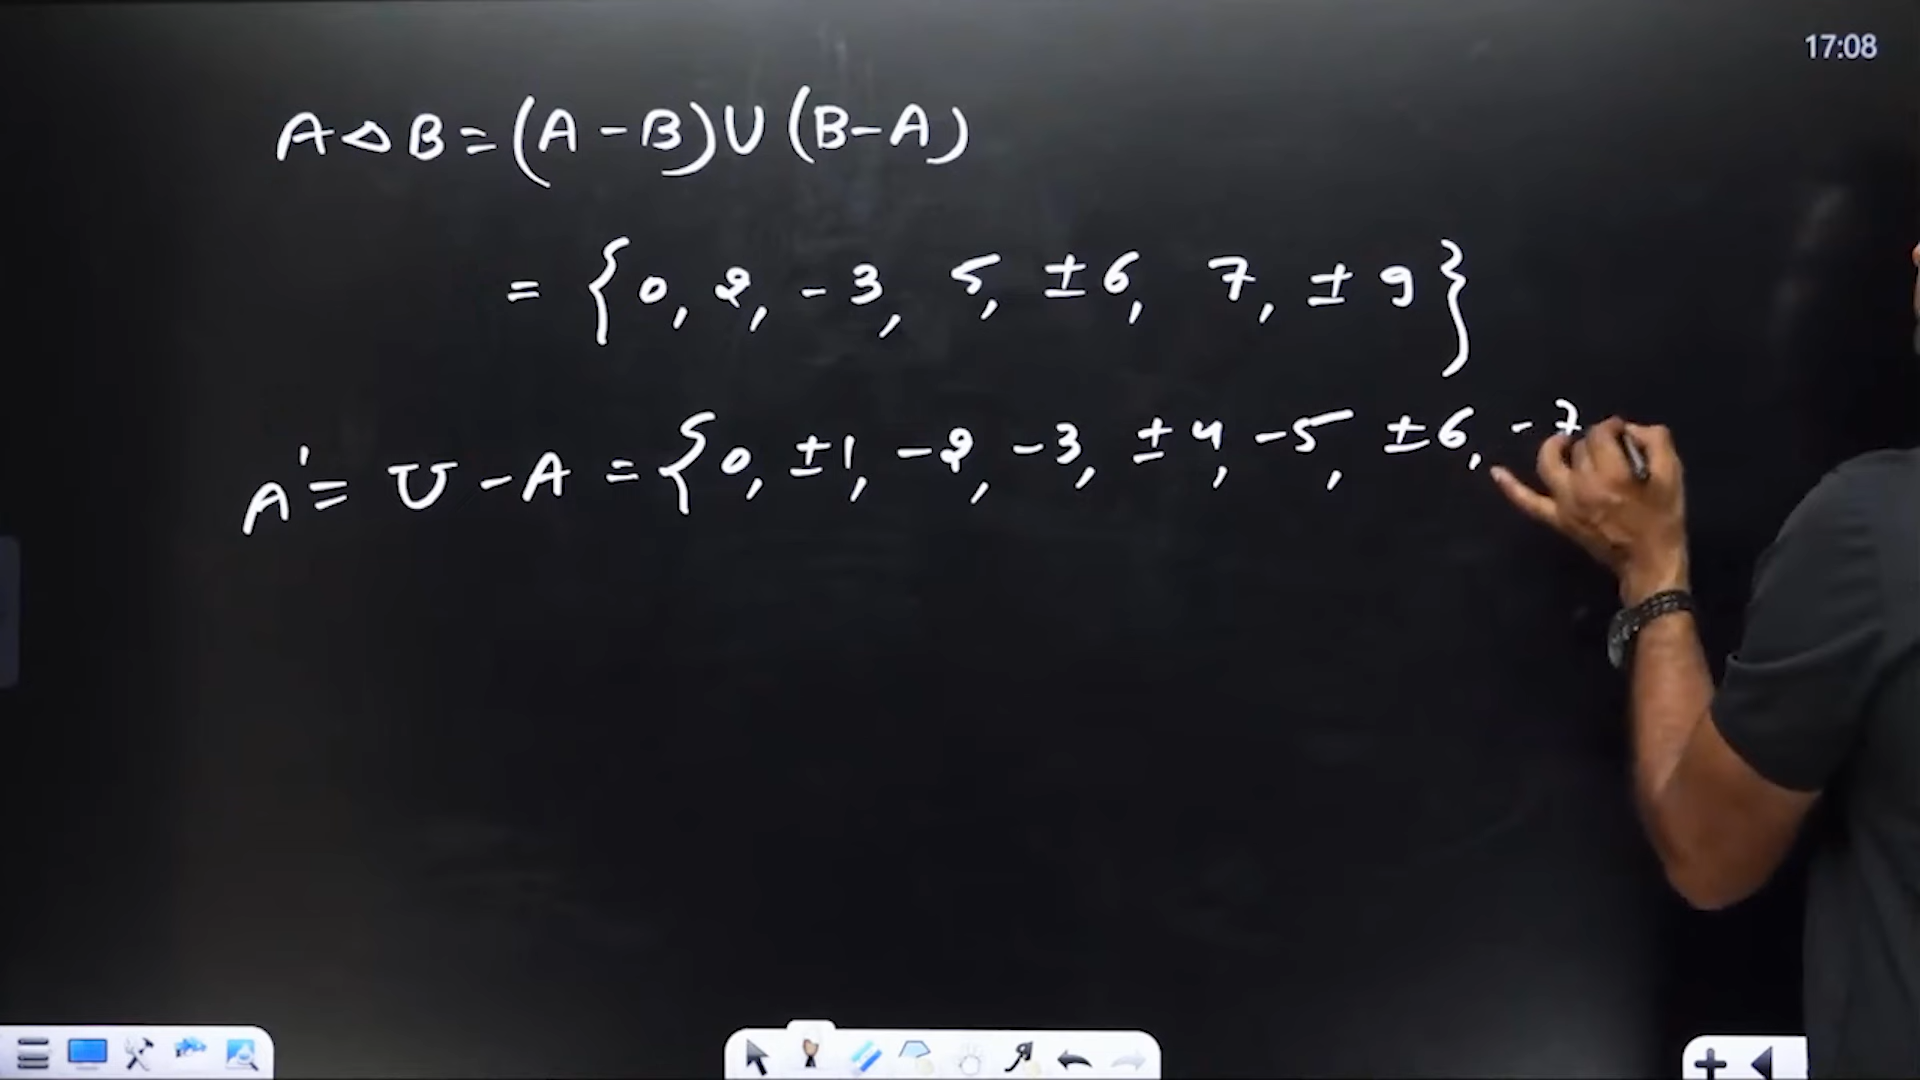 17:08
A △ B = (A - B) ∪ (B - A)
= {0, 2, -3, 5, ±6, 7, ±9}
A' = U - A = {0, ±1, -2, -3, ±4, -5, ±6, -7